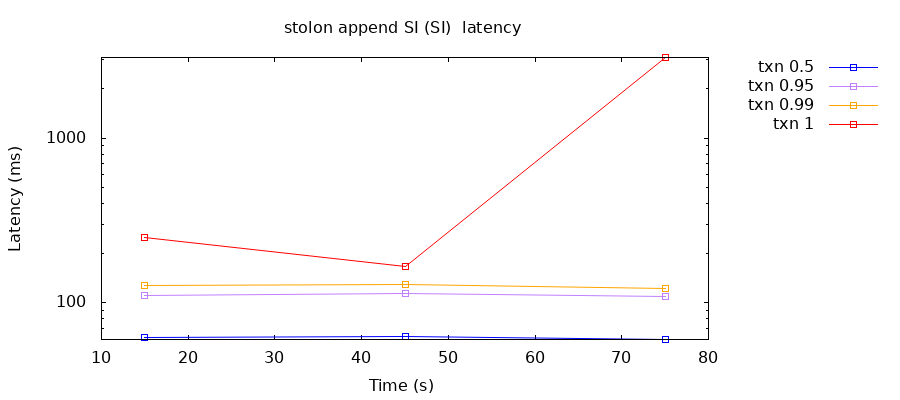 stolon append SI (SI)  latency
txn 0.5
txn 0.95
txn 0.99
txn 1
Latency (ms)
1000
100
10 20 30 40 50 60 70 80
Time (s)